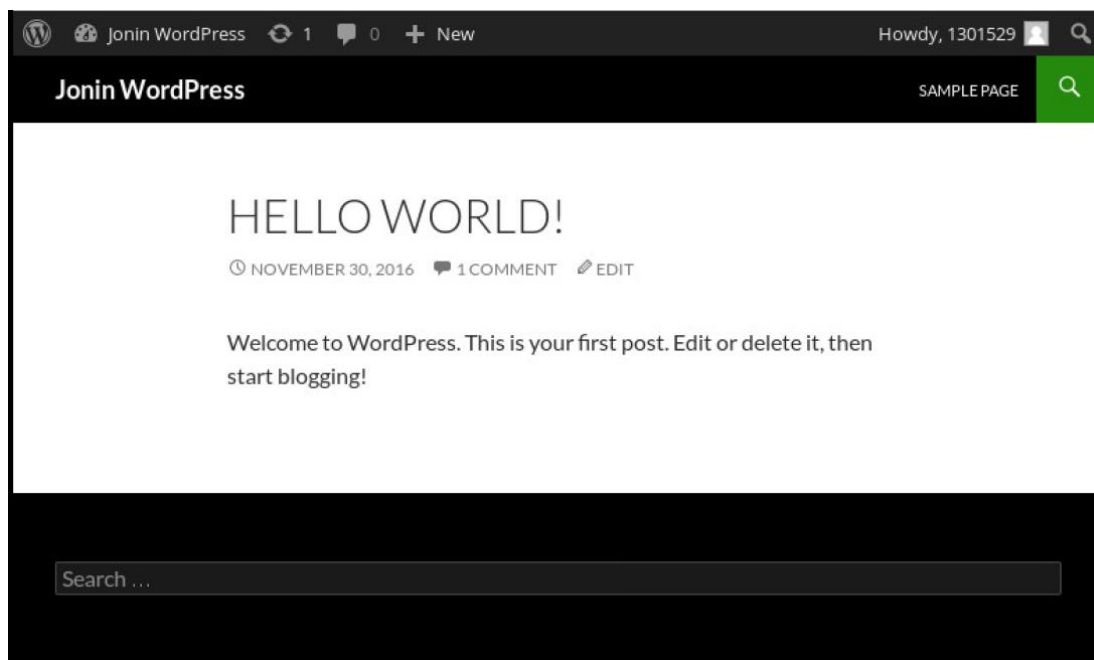 Jonin WordPress 1 0 + New Howdy, 1301529
Jonin WordPress SAMPLE PAGE
HELLO WORLD!
NOVEMBER 30, 2016 1 COMMENT EDIT
Welcome to WordPress. This is your first post. Edit or delete it, then
start blogging!
Search ...